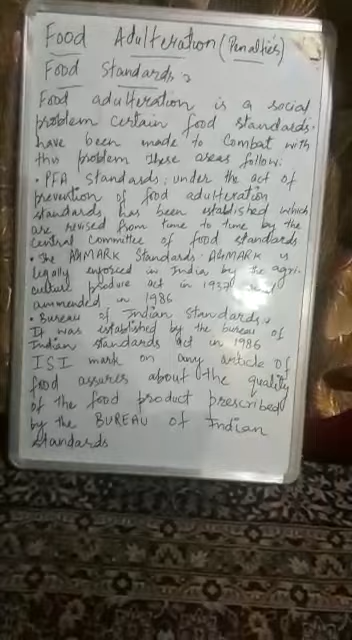 Food Adulteration (Penalties)
Food Standards :
Food adulteration is a social
problem certain food standards
have been made to combat with
this problem these areas follow:
• PFA Standards: under the act of
prevention of food adulteration
standards has been established which
are revised from time to time by the
central committee of food standards
• The AGMARK Standards: AGMARK is
legally enforced in India by the agri-
culture produce act in 1937 and
ammended in 1986
• Bureau of Indian Standards:
It was established by the bureau of
Indian standards act in 1986
ISI mark on any article of
food assures about the quality
of the food product prescribed
by the BUREAU of Indian
standards